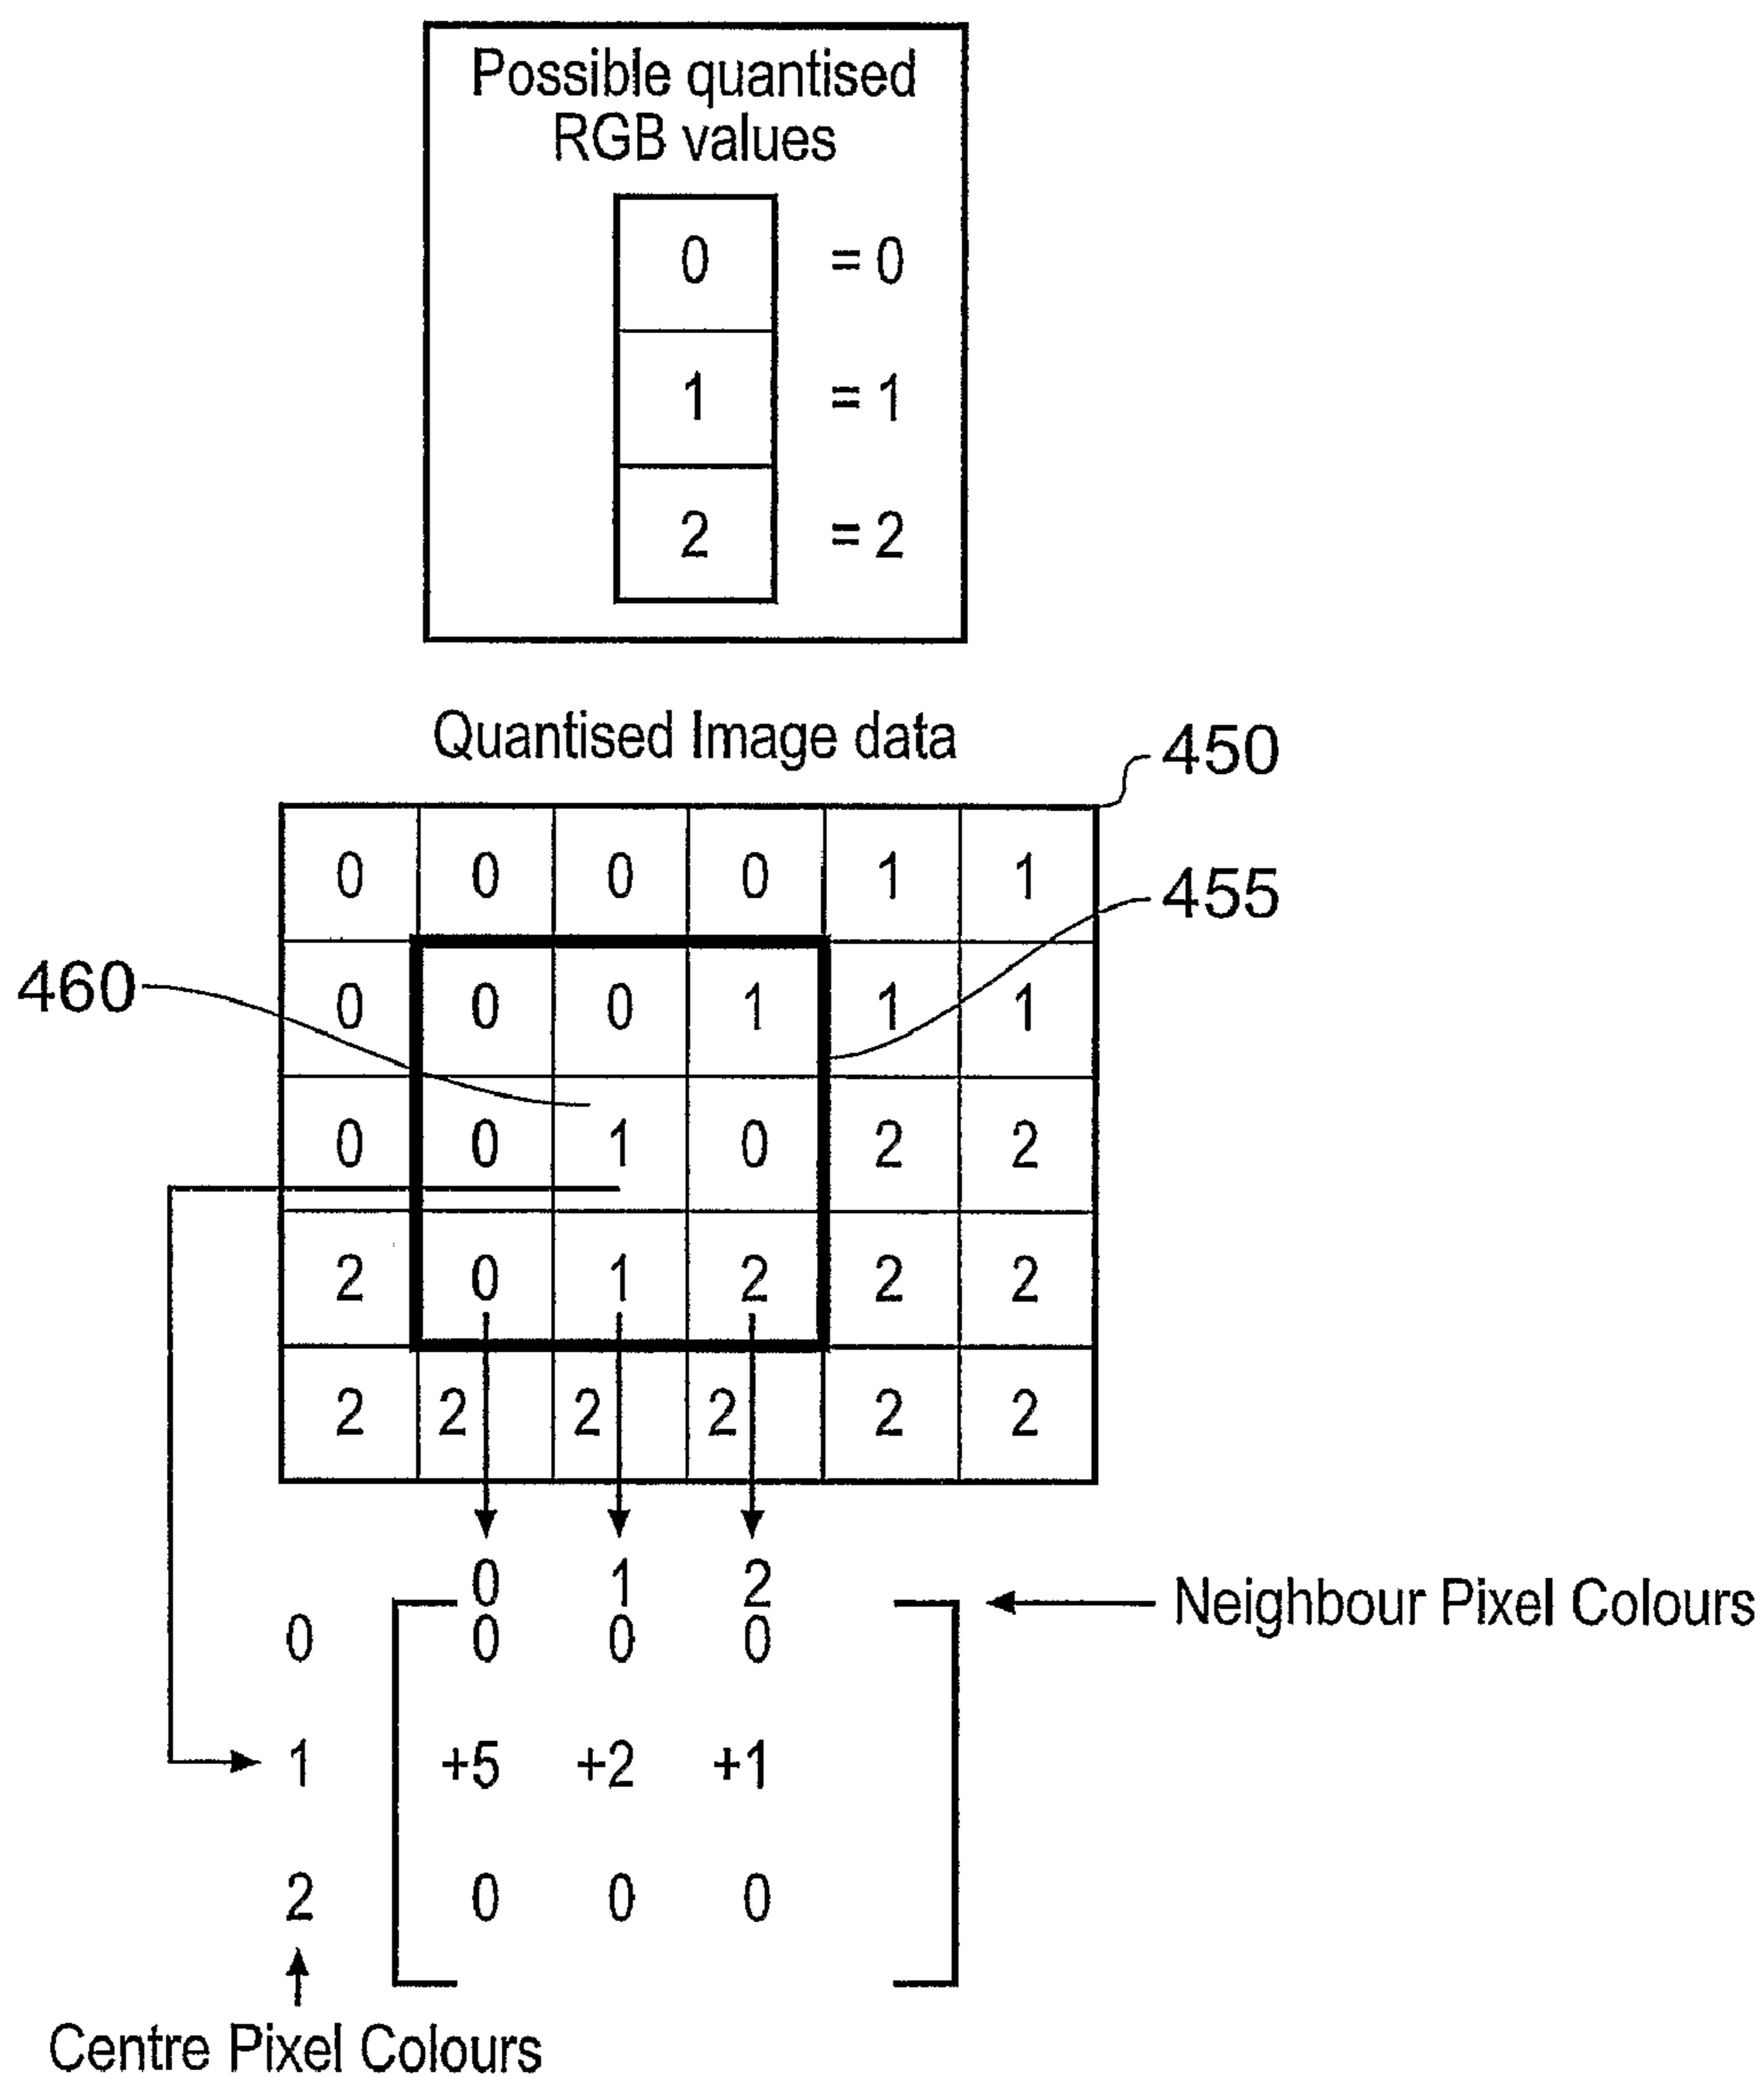 Possible quantised
RGB values
0 = 0
1 = 1
2 = 2
Quantised Image data
450
0 0 0 0 1 1
455
460
0 0 0 1 1 1
0 0 1 0 2 2
2 0 1 2 2 2
2 2 2 2 2 2
0 1 2
Neighbour Pixel Colours
0 0 0 0
1 +5 +2 +1
2 0 0 0
Centre Pixel Colours